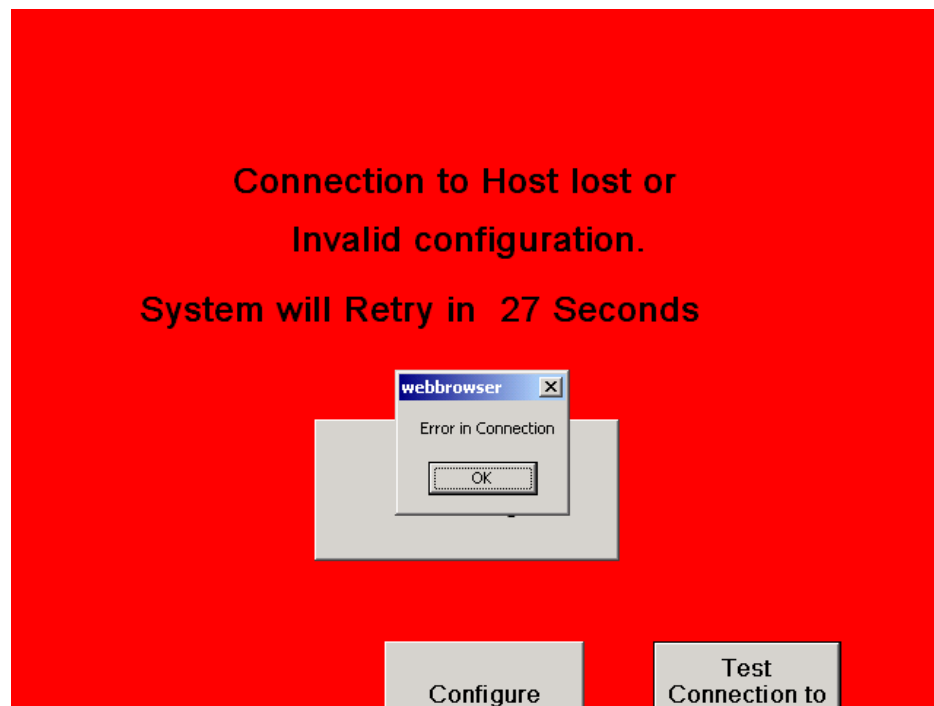 Connection to Host lost or
Invalid configuration.
System will Retry in 27 Seconds
webbrowser
Error in Connection
OK
Configure
Test
Connection to